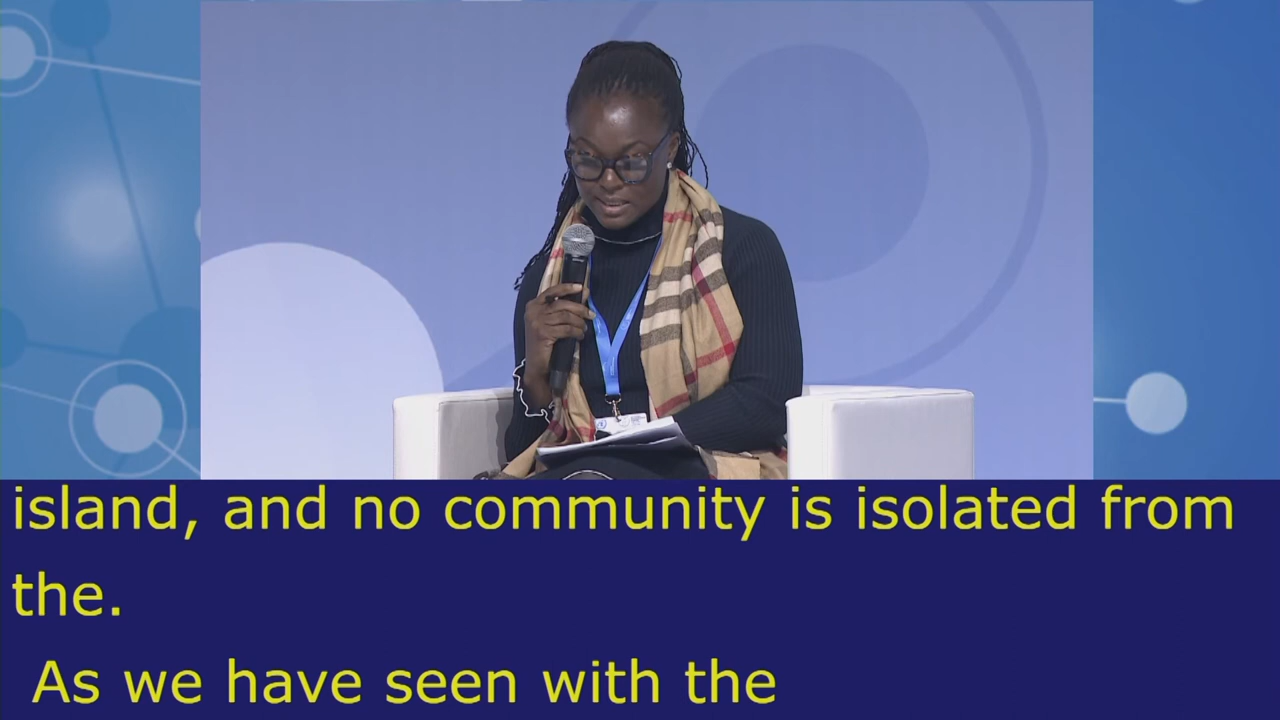 island, and no community is isolated from
the.
As we have seen with the